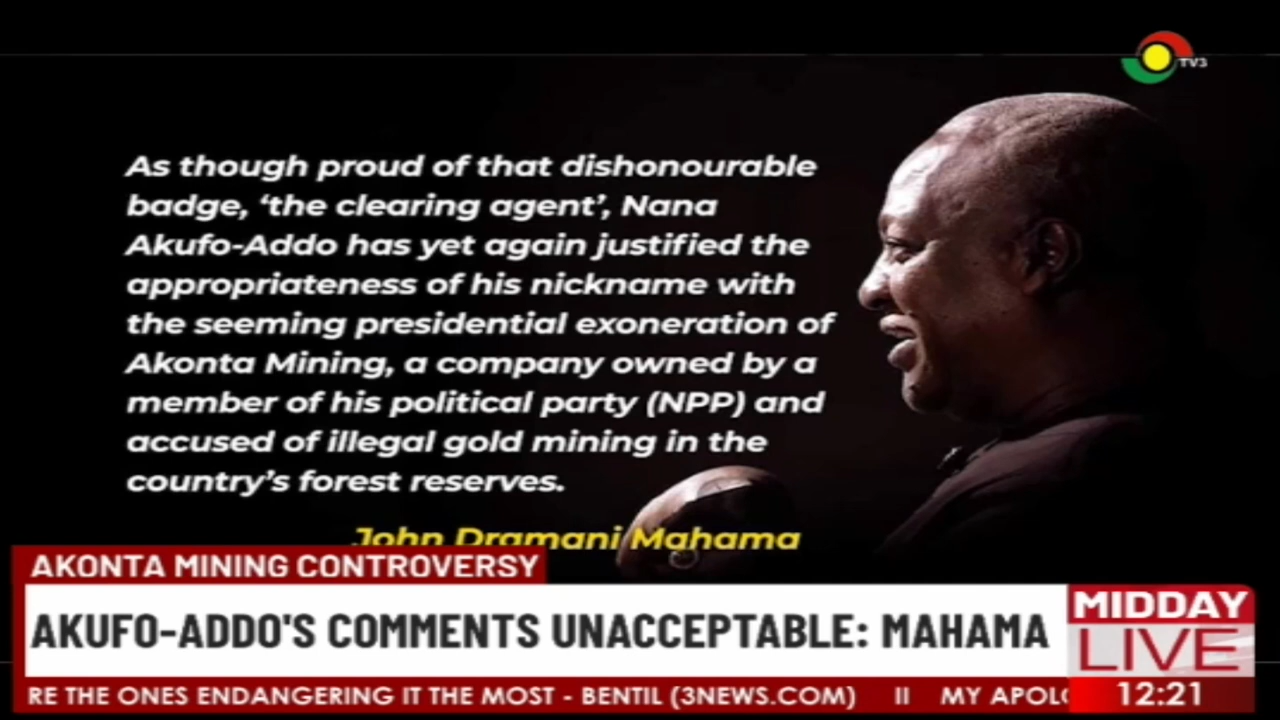 TV3
As though proud of that dishonourable
badge, ‘the clearing agent’, Nana
Akufo-Addo has yet again justified the
appropriateness of his nickname with
the seeming presidential exoneration of
Akonta Mining, a company owned by a
member of his political party (NPP) and
accused of illegal gold mining in the
country’s forest reserves.
John Dramani Mahama
AKONTA MINING CONTROVERSY
AKUFO-ADDO'S COMMENTS UNACCEPTABLE: MAHAMA
MIDDAY
LIVE
RE THE ONES ENDANGERING IT THE MOST - BENTIL (3NEWS.COM) II MY
12:21